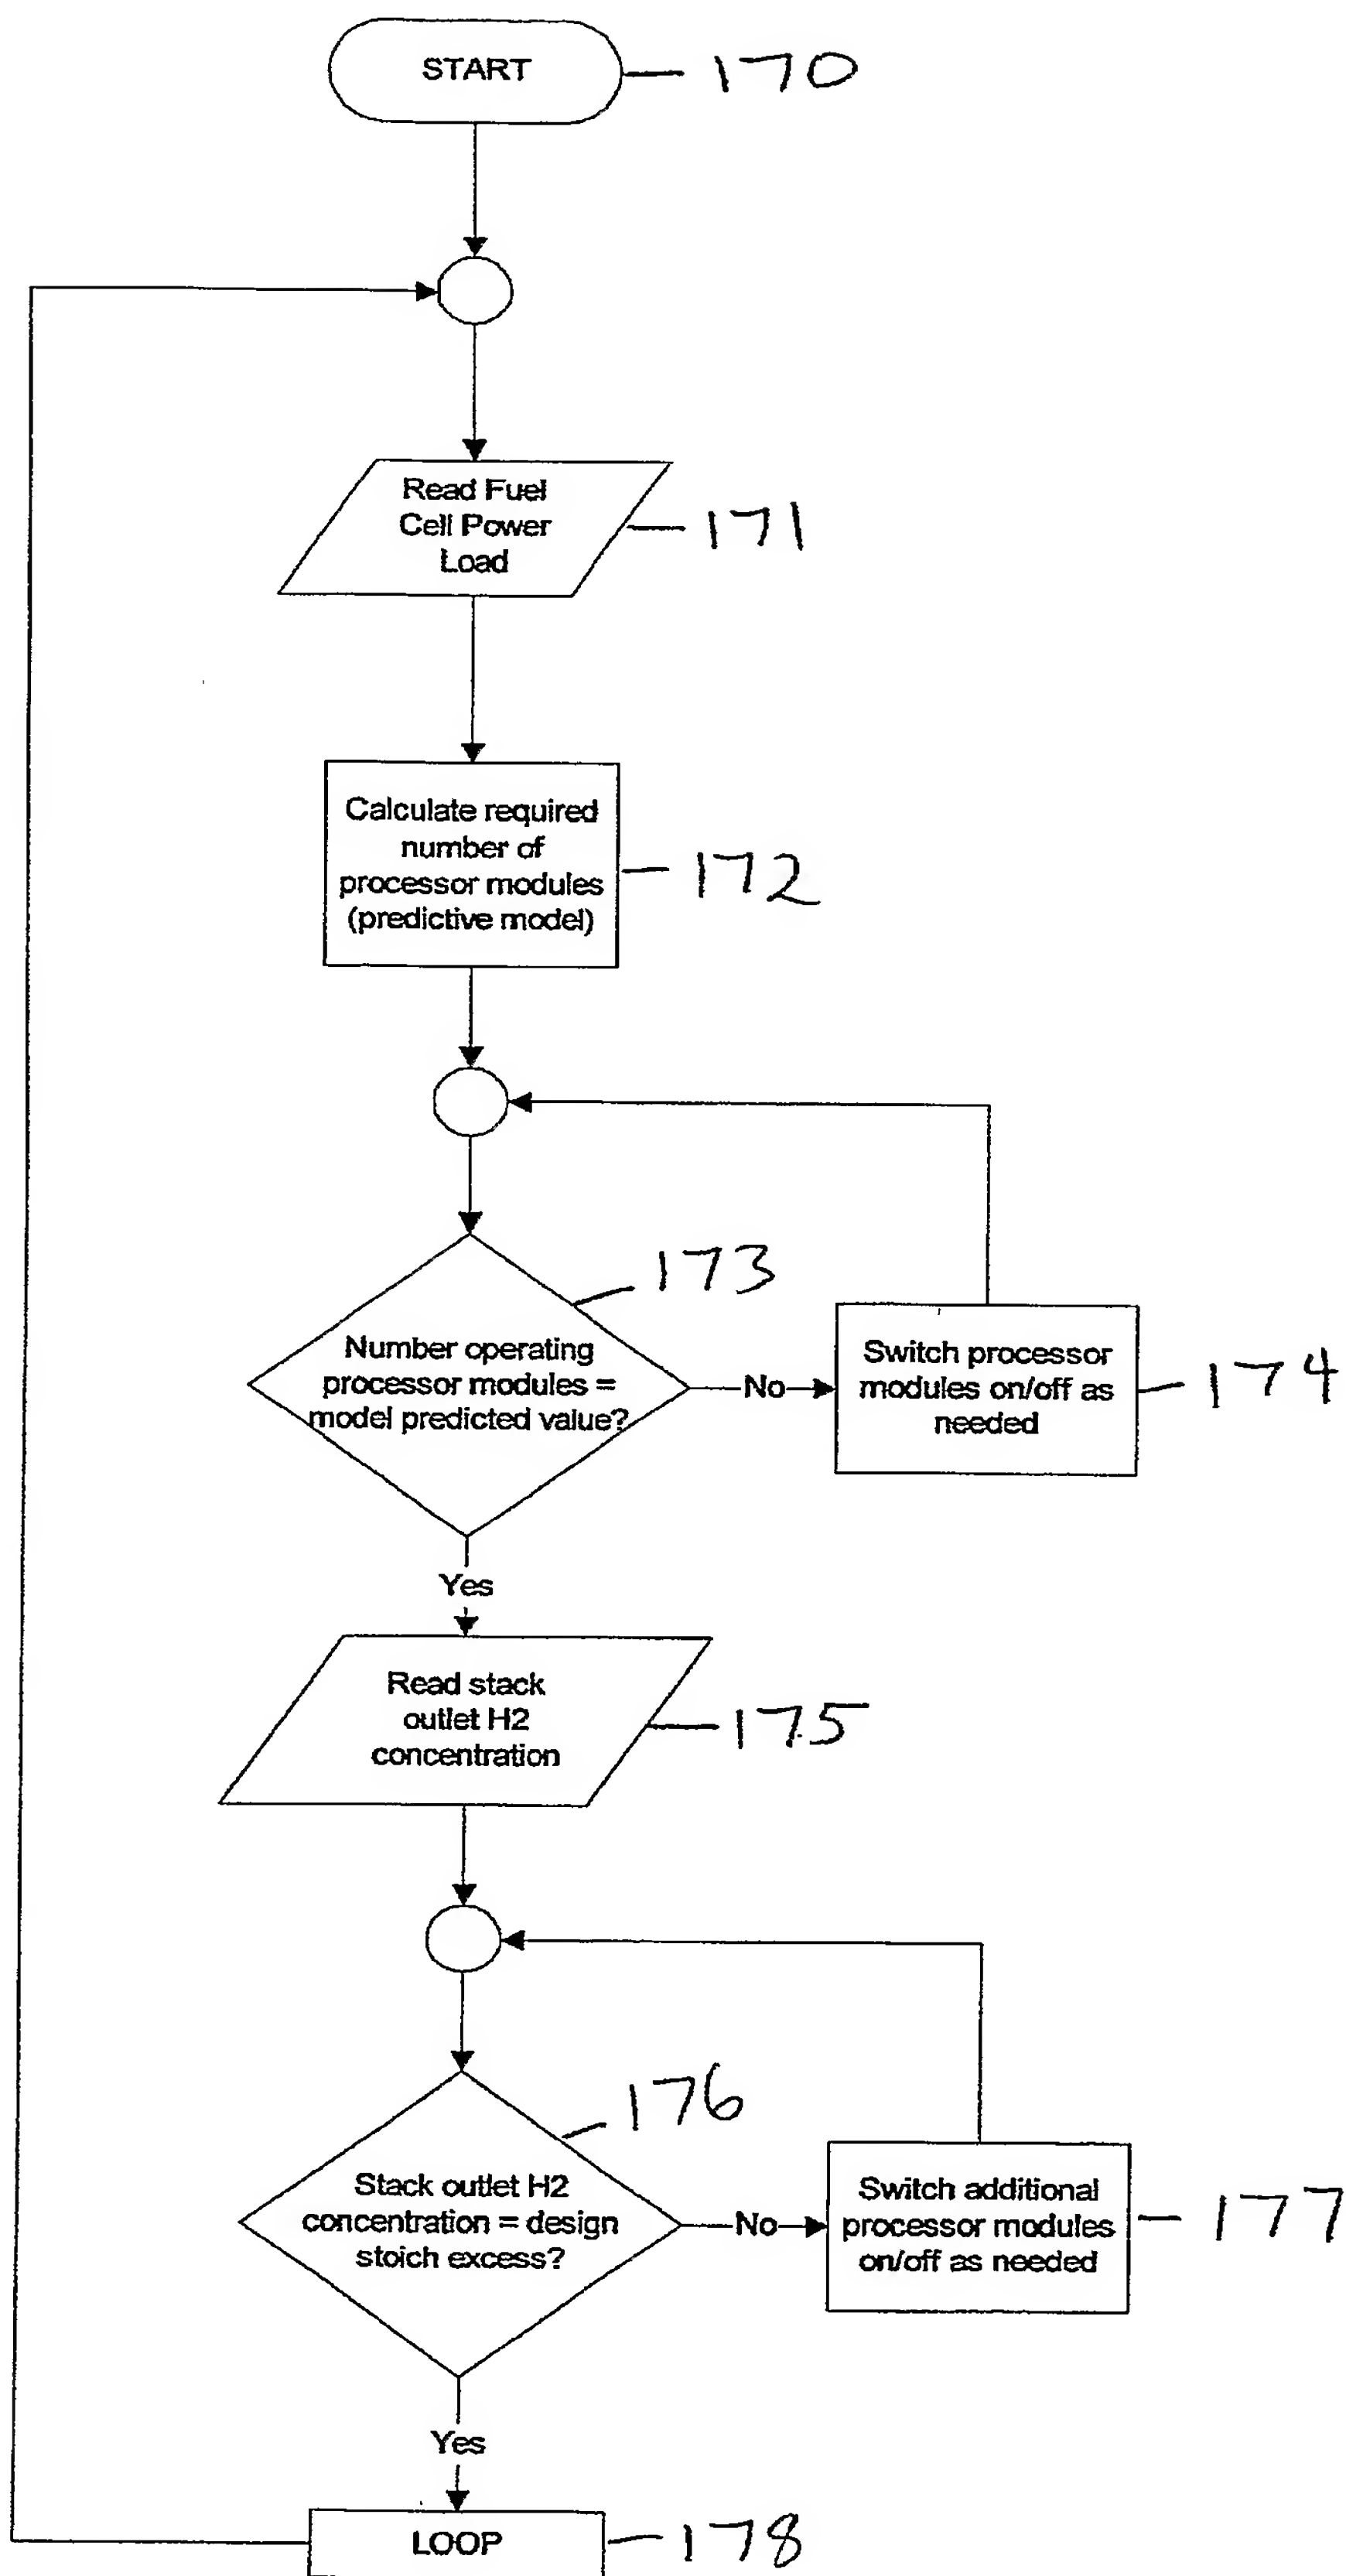 START
170
Read Fuel
Cell Power
Load
171
Calculate required
number of
processor modules
(predictive model)
172
173
Number operating
processor modules =
model predicted value?
No
Switch processor
modules on/off as
needed
174
Yes
Read stack
outlet H2
concentration
175
176
Stack outlet H2
concentration = design
stoich excess?
No
Switch additional
processor modules
on/off as needed
177
Yes
LOOP
178